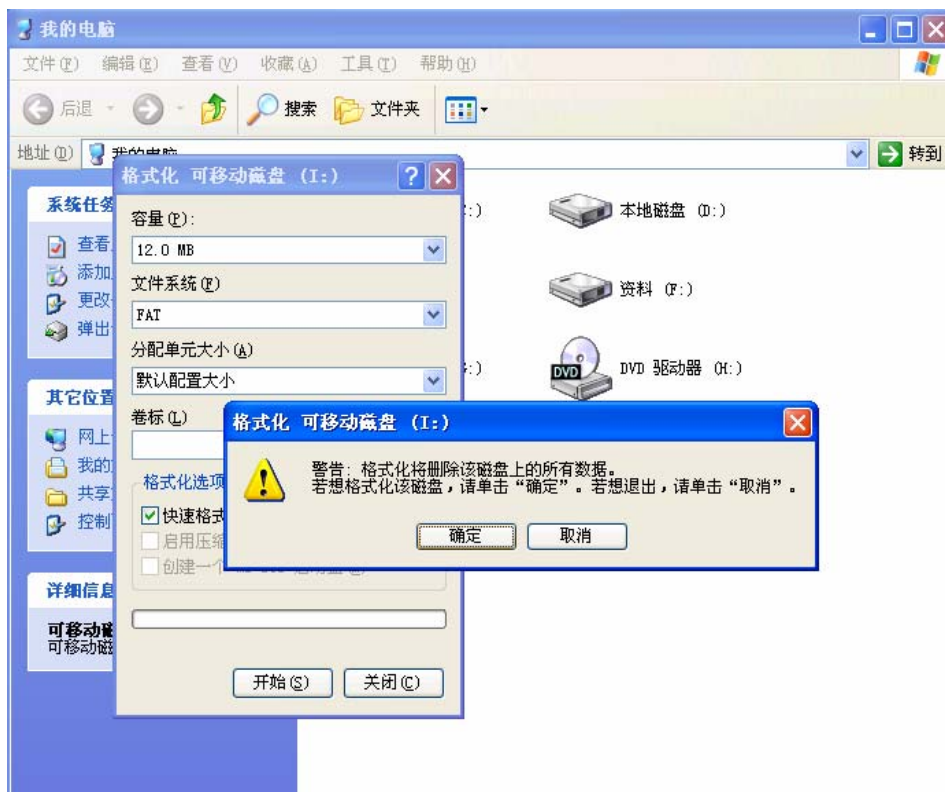 我的电脑
文件(F) 编辑(E) 查看(V) 收藏(A) 工具(T) 帮助(H)
后退 搜索 文件夹
地址(D) 我的电脑 转到
格式化 可移动磁盘 (I:)
系统任务
查看
添加
更改
弹出
其它位置
网上
我的
共享
控制
详细信息
可移动磁
可移动磁
容量(P):
12.0 MB
文件系统(F)
FAT
分配单元大小(A)
默认配置大小
卷标(L)
格式化选项
快速格式
启用压缩
创建一个
开始(S) 关闭(C)
:)
本地磁盘 (D:)
资料 (F:)
:)
DVD
DVD 驱动器 (H:)
格式化 可移动磁盘 (I:)
警告: 格式化将删除该磁盘上的所有数据。
若想格式化该磁盘，请单击“确定”。若想退出，请单击“取消”。
确定 取消